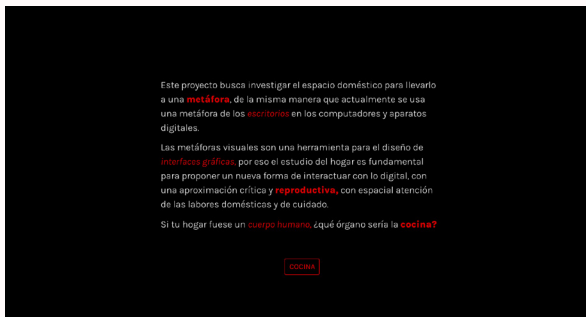 Este proyecto busca investigar el espacio doméstico para llevarlo
a una metáfora, de la misma manera que actualmente se usa
una metáfora de los escritorios en los computadores y aparatos
digitales.
Las metáforas visuales son una herramienta para el diseño de
interfaces gráficas, por eso el estudio del hogar es fundamental
para proponer un nueva forma de interactuar con lo digital, con
una aproximación crítica y reproductiva, con espacial atención
de las labores domésticas y de cuidado.
Si tu hogar fuese un cuerpo humano, ¿qué órgano sería la cocina?
COCINA